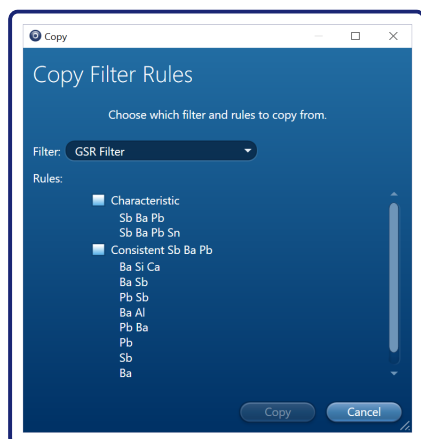 Copy
Copy Filter Rules
Choose which filter and rules to copy from.
Filter: GSR Filter
Rules:
Characteristic
Sb Ba Pb
Sb Ba Pb Sn
Consistent Sb Ba Pb
Ba Si Ca
Ba Sb
Pb Sb
Ba Al
Pb Ba
Pb
Sb
Ba
Copy Cancel